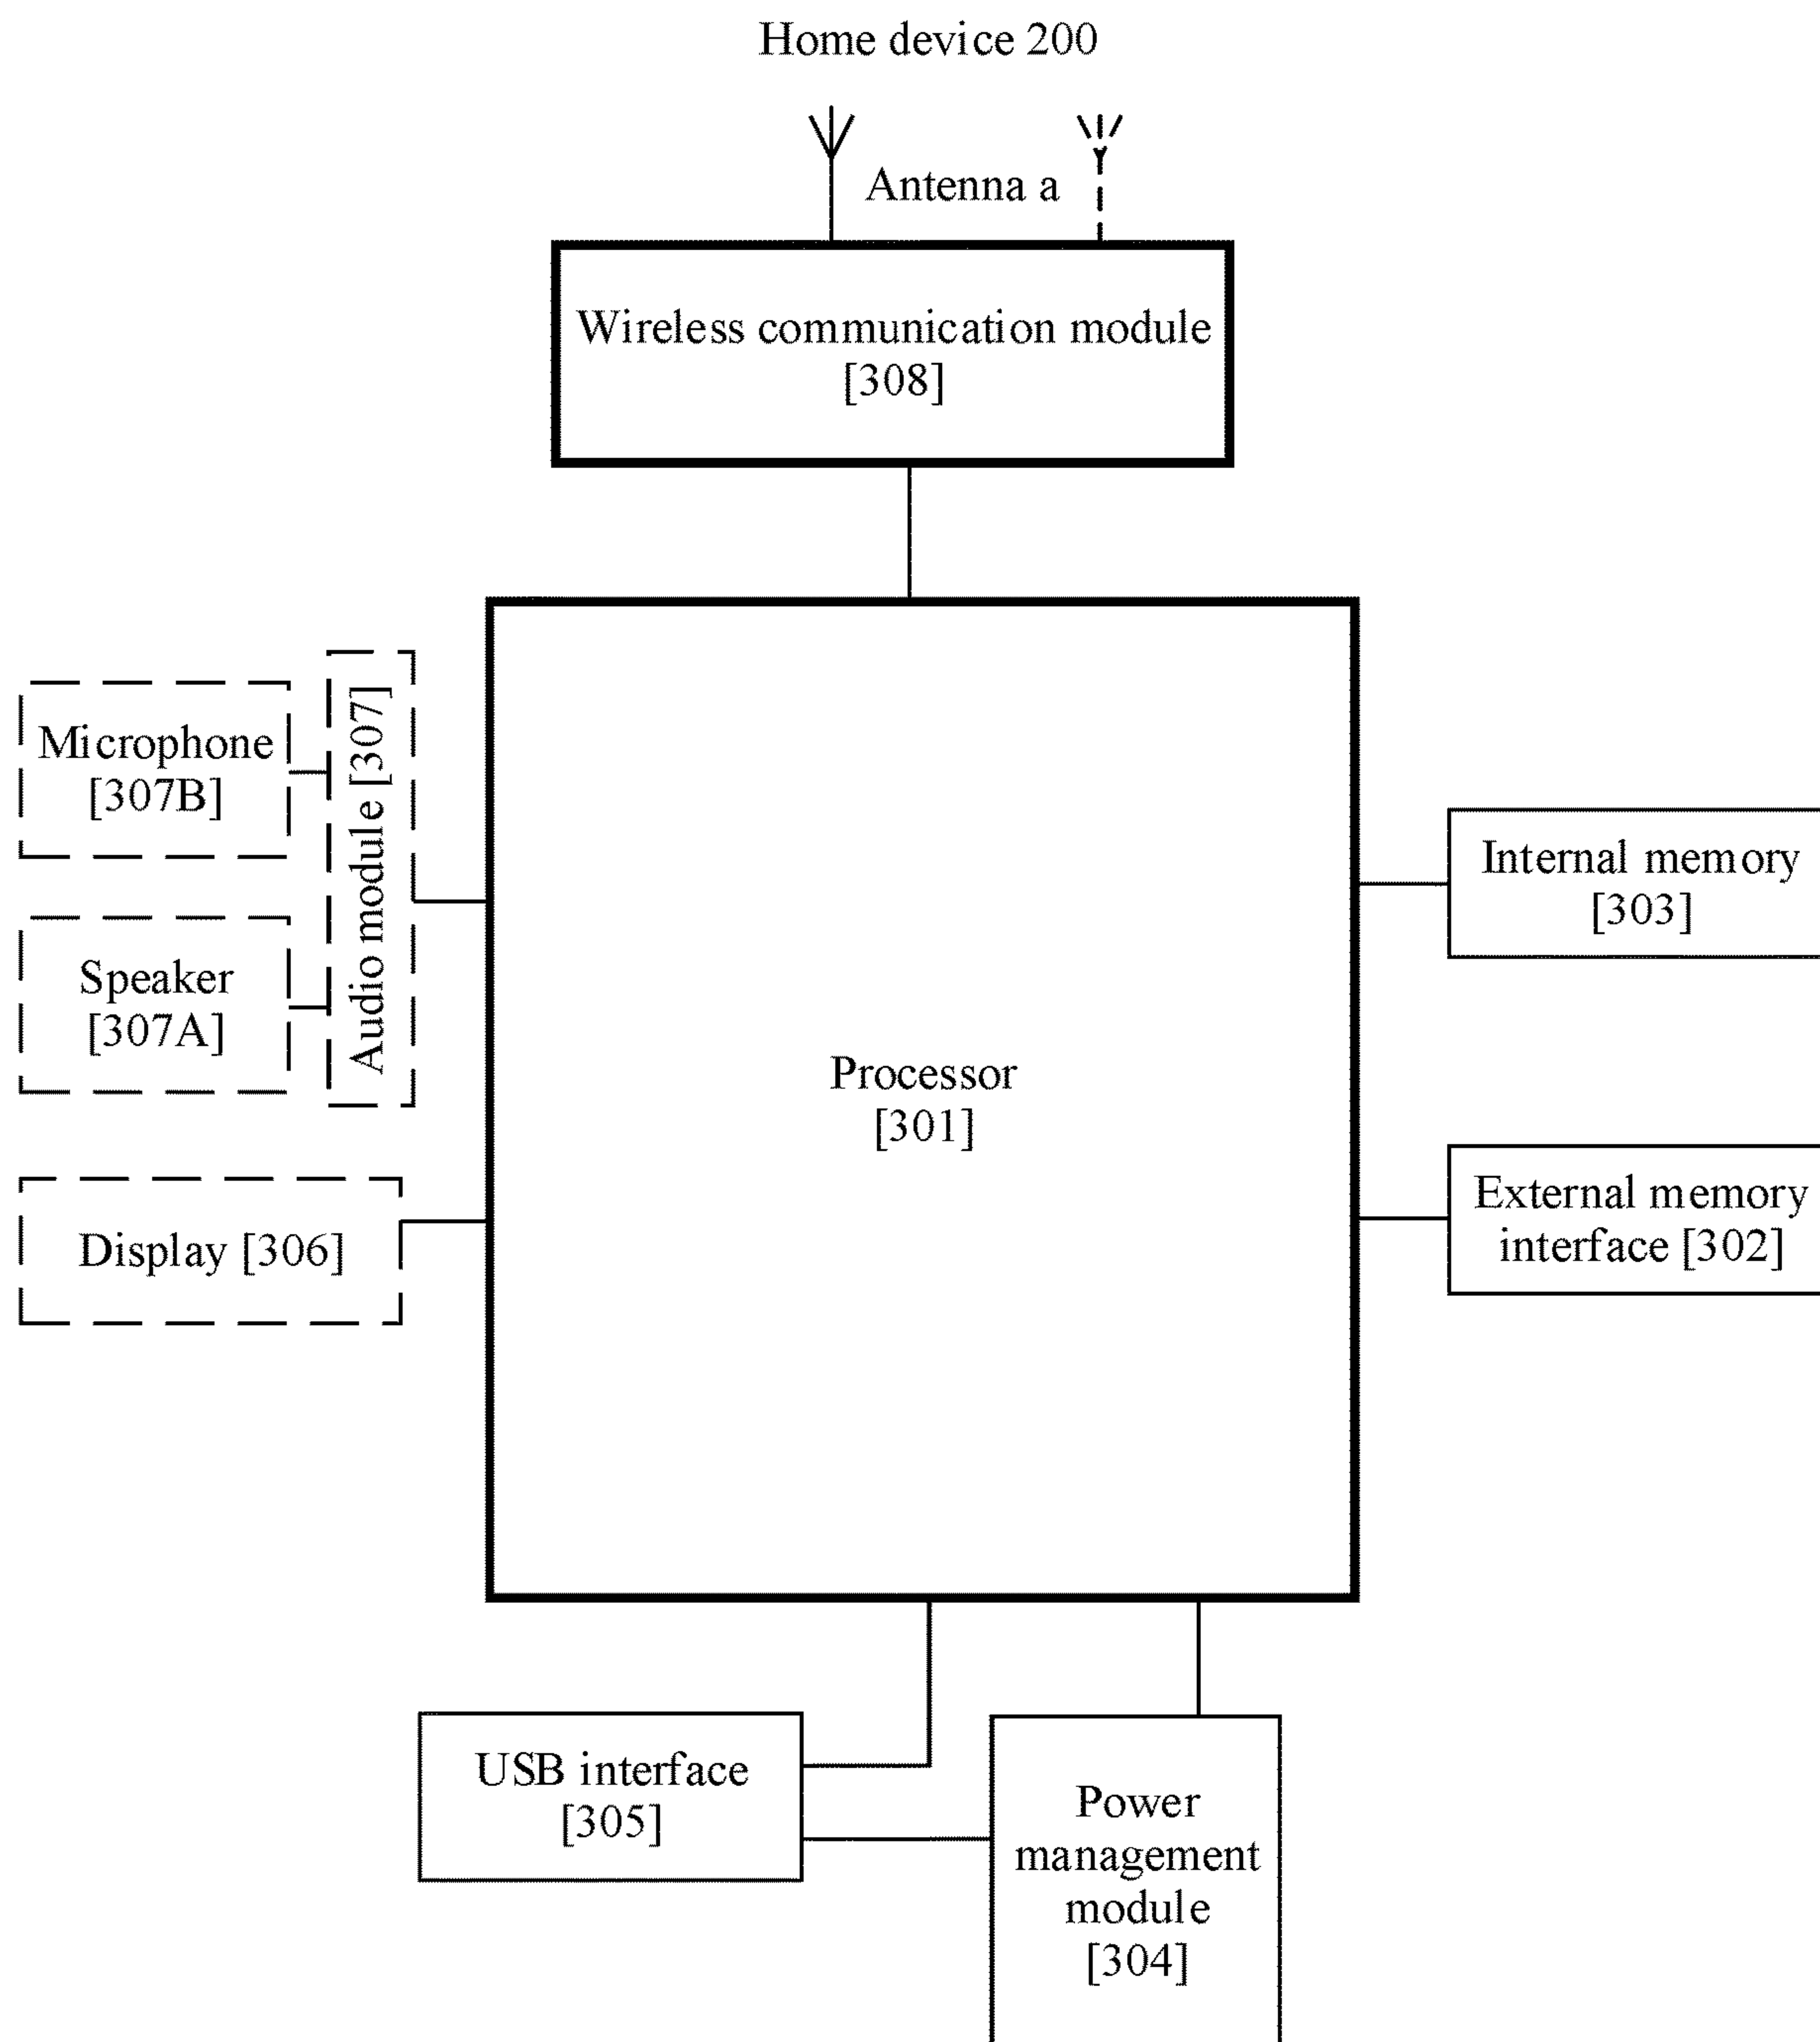 Home device 200
Antenna a
Wireless communication module
[308]
Microphone
[307B]
Audio module [307]
Speaker
[307A]
Display [306]
Processor
[301]
Internal memory
[303]
External memory
interface [302]
USB interface
[305]
Power
management
module
[304]